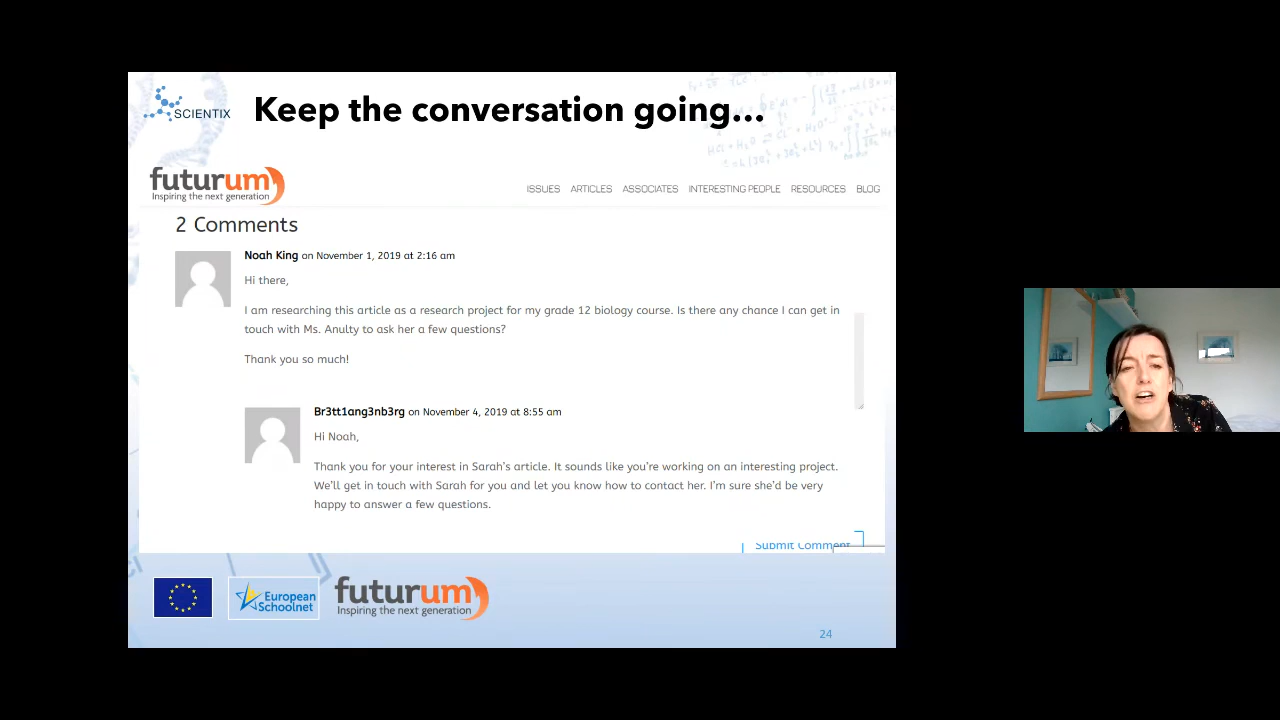 SCIENTIX
Keep the conversation going...
futurum
Inspiring the next generation
ISSUES ARTICLES ASSOCIATES INTERESTING PEOPLE RESOURCES BLOG
2 Comments
Noah King on November 1, 2019 at 2:16 am
Hi there,
I am researching this article as a research project for my grade 12 biology course. Is there any chance I can get in
touch with Ms. Anulty to ask her a few questions?
Thank you so much!
Br3tt1ang3nb3rg on November 4, 2019 at 8:55 am
Hi Noah,
Thank you for your interest in Sarah's article. It sounds like you're working on an interesting project.
We'll get in touch with Sarah for you and let you know how to contact her. I'm sure she'd be very
happy to answer a few questions.
Submit Comment
European
Schoolnet
futurum
Inspiring the next generation
24